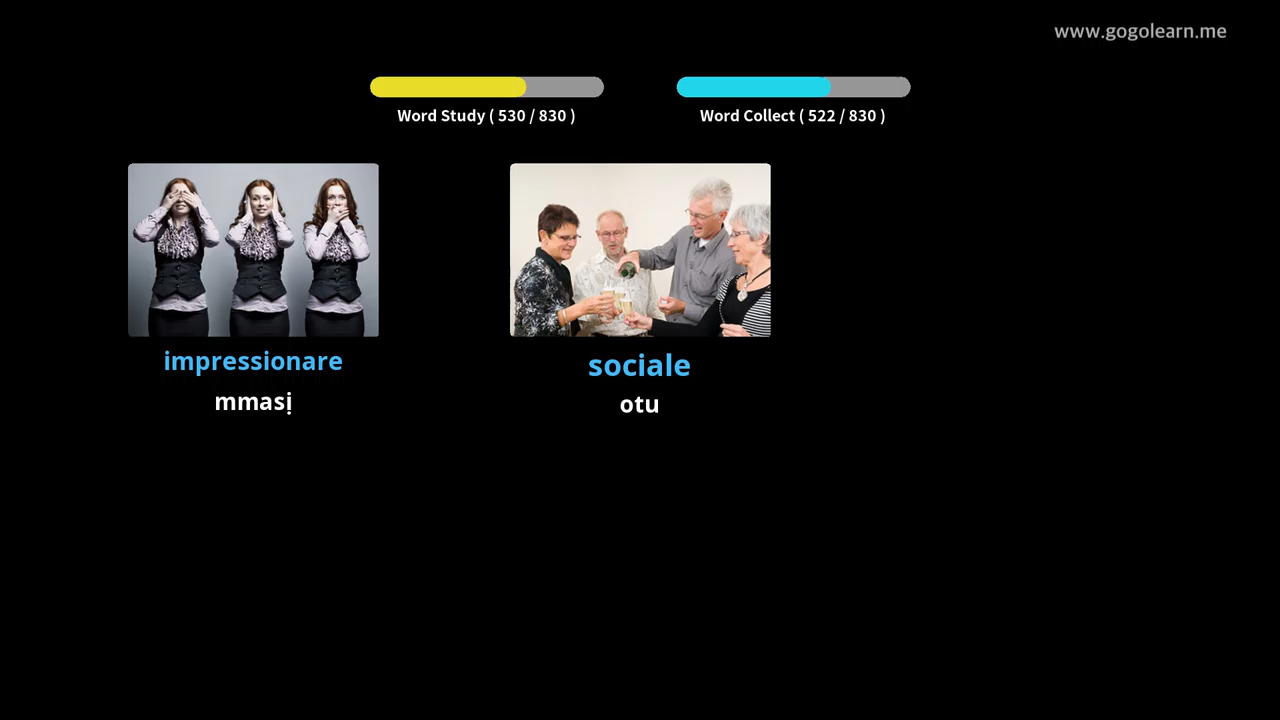 www.gogolearn.me
Word Study ( 530 / 830 )
Word Collect ( 522 / 830 )
impressionare
mmasị
sociale
otu